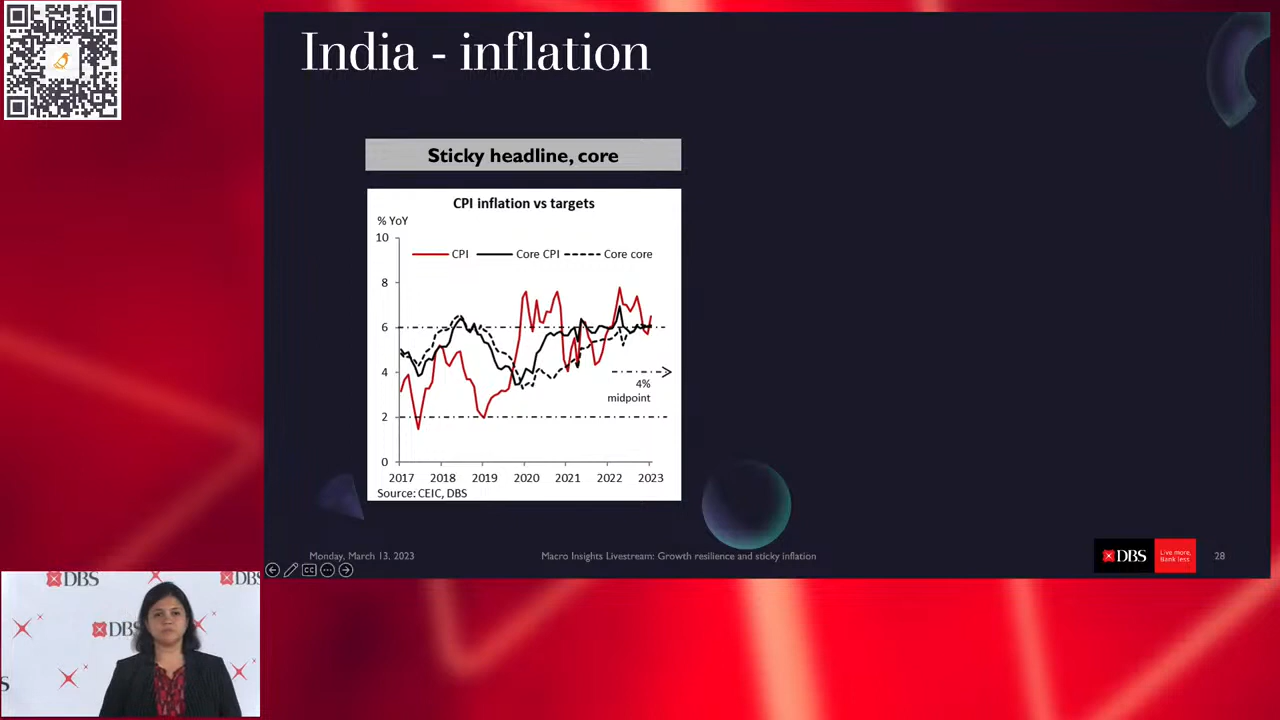 India - inflation
Sticky headline, core
CPI inflation vs targets
% YoY
10
CPI
Core CPI
Core core
8
6
4
4%
midpoint
2
0
2017 2018 2019 2020 2021 2022 2023
Source: CEIC, DBS
Monday, March 13, 2023
Macro Insights Livestream: Growth resilience and sticky inflation
DBS
Live more,
Bank less
28
CC
DBS
DBS
DBS
S